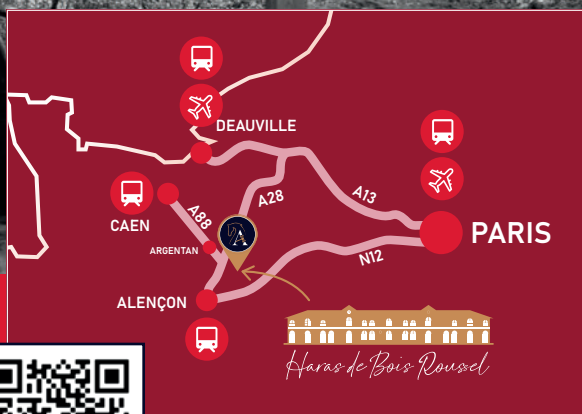 DEAUVILLE
A28
A13
CAEN
A88
ARGENTAN
PARIS
N12
ALENÇON
Haras de Bois Roussel